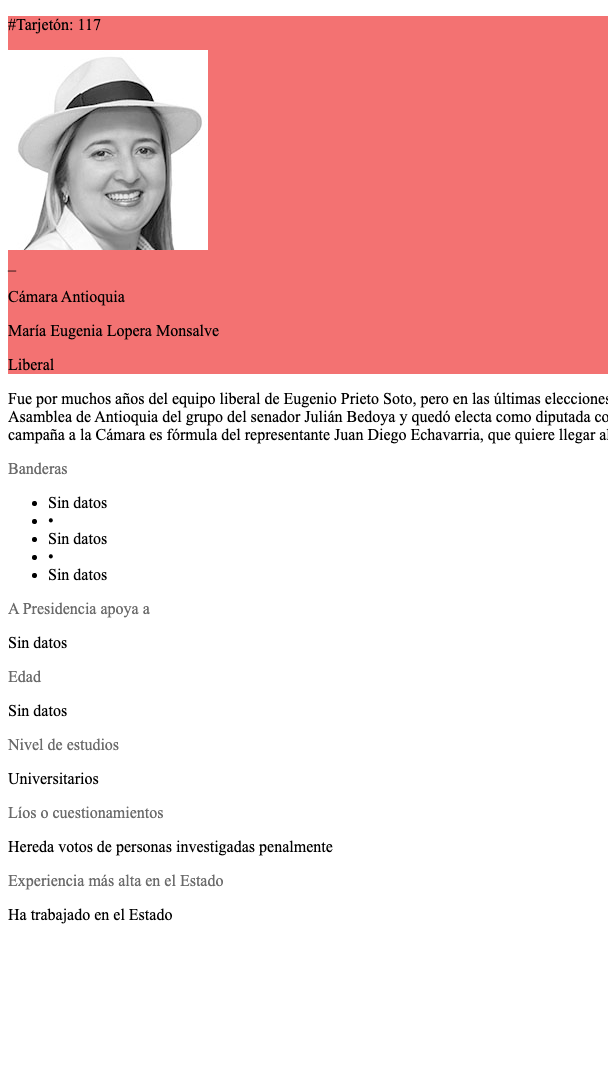 #Tarjetón: 117
_
Cámara Antioquia
María Eugenia Lopera Monsalve
Liberal
Fue por muchos años del equipo liberal de Eugenio Prieto Soto, pero en las últimas elecciones
Asamblea de Antioquia del grupo del senador Julián Bedoya y quedó electa como diputada co
campaña a la Cámara es fórmula del representante Juan Diego Echavarria, que quiere llegar al
Banderas
• Sin datos
• •
• Sin datos
• •
• Sin datos
A Presidencia apoya a
Sin datos
Edad
Sin datos
Nivel de estudios
Universitarios
Líos o cuestionamientos
Hereda votos de personas investigadas penalmente
Experiencia más alta en el Estado
Ha trabajado en el Estado